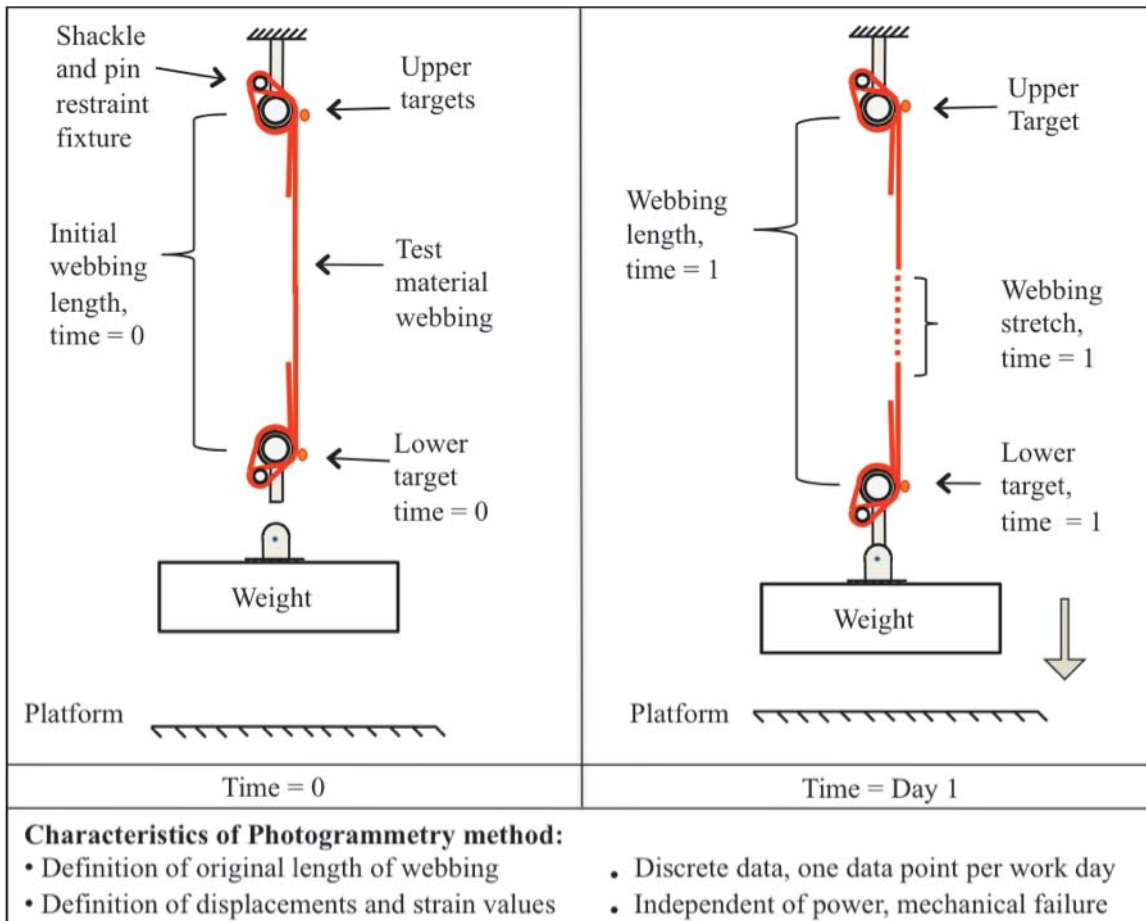 Shackle
and pin
restraint
fixture
Upper
targets
Initial
webbing
length,
time = 0
Test
material
webbing
Lower
target
time = 0
Weight
Platform
Time = 0
Upper
Target
Webbing
length,
time = 1
Webbing
stretch,
time = 1
Lower
target,
time = 1
Weight
Platform
Time = Day 1
Characteristics of Photogrammetry method:
• Definition of original length of webbing
• Definition of displacements and strain values
• Discrete data, one data point per work day
• Independent of power, mechanical failure